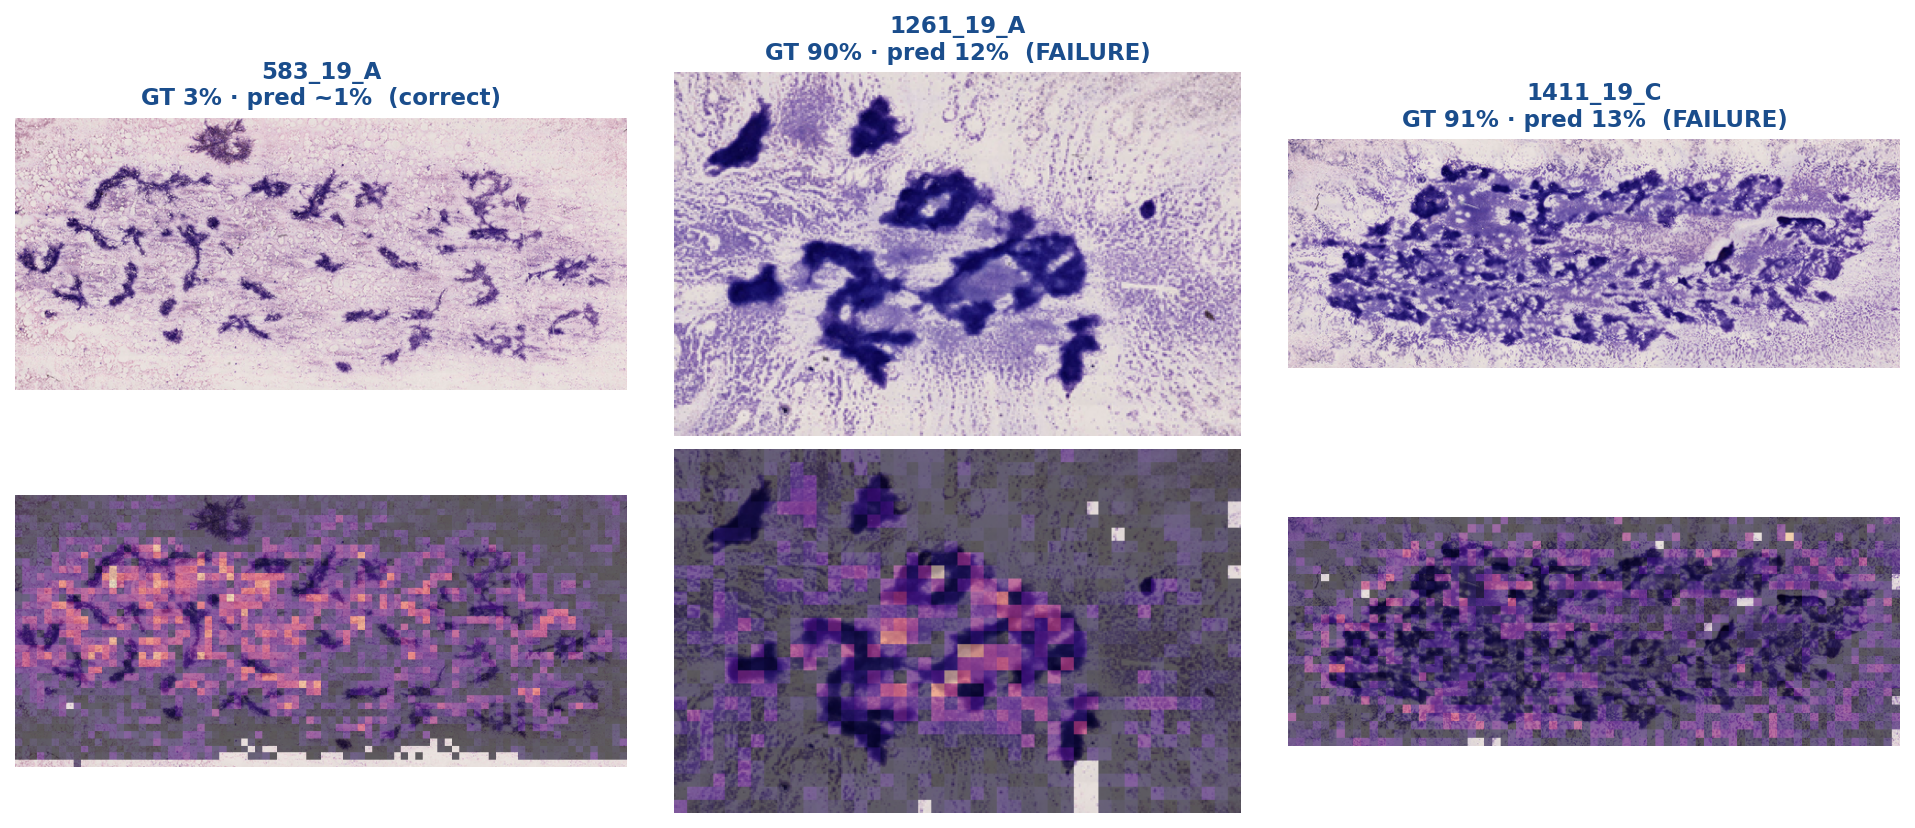 583_19_A
GT 3% · pred ~1%  (correct)
1261_19_A
GT 90% · pred 12%  (FAILURE)
1411_19_C
GT 91% · pred 13%  (FAILURE)